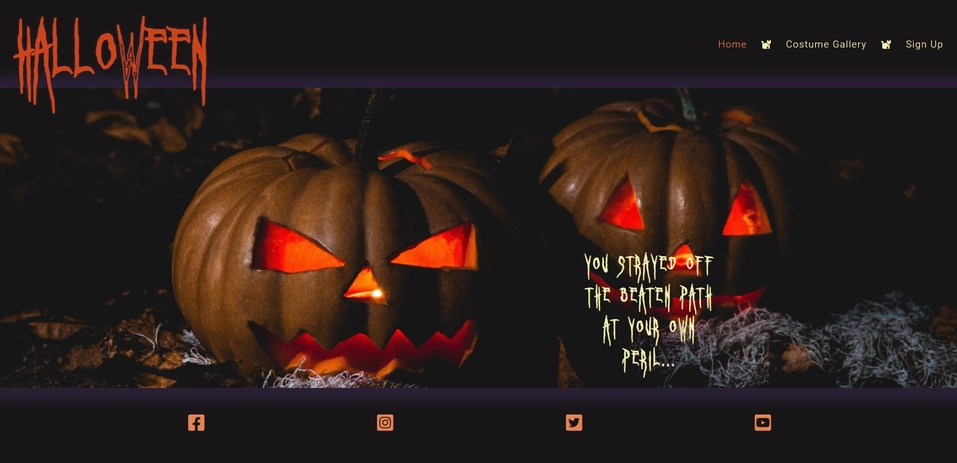 HALLOWEEN
Home Costume Gallery Sign Up
YOU STRAYED OFF
THE BEATEN PATH
AT YOUR OWN
PERIL...